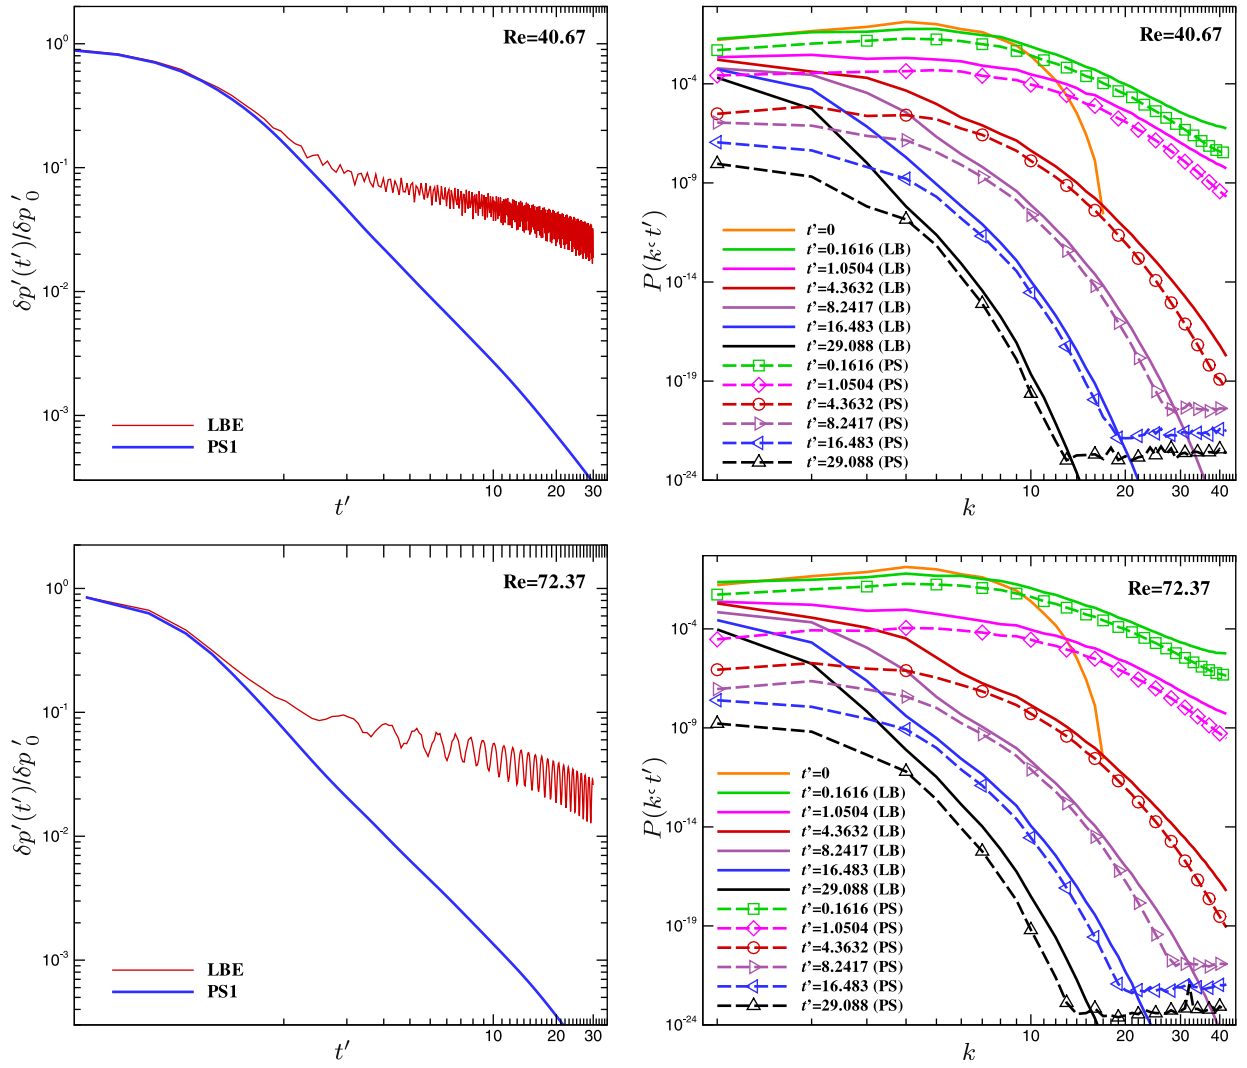 Re=40.67
10⁰
10⁻¹
10⁻²
10⁻³
δp′(t′)/δp′₀
LBE
PS1
10 20 30
t′
Re=40.67
10⁻⁴
10⁻⁹
10⁻¹⁴
10⁻¹⁹
10⁻²⁴
P(k, t′)
t'=0
t'=0.1616 (LB)
t'=1.0504 (LB)
t'=4.3632 (LB)
t'=8.2417 (LB)
t'=16.483 (LB)
t'=29.088 (LB)
t'=0.1616 (PS)
t'=1.0504 (PS)
t'=4.3632 (PS)
t'=8.2417 (PS)
t'=16.483 (PS)
t'=29.088 (PS)
10 20 30 40
k
Re=72.37
10⁰
10⁻¹
10⁻²
10⁻³
δp′(t′)/δp′₀
LBE
PS1
10 20 30
t′
Re=72.37
10⁻⁴
10⁻⁹
10⁻¹⁴
10⁻¹⁹
10⁻²⁴
P(k, t′)
t'=0
t'=0.1616 (LB)
t'=1.0504 (LB)
t'=4.3632 (LB)
t'=8.2417 (LB)
t'=16.483 (LB)
t'=29.088 (LB)
t'=0.1616 (PS)
t'=1.0504 (PS)
t'=4.3632 (PS)
t'=8.2417 (PS)
t'=16.483 (PS)
t'=29.088 (PS)
10 20 30 40
k